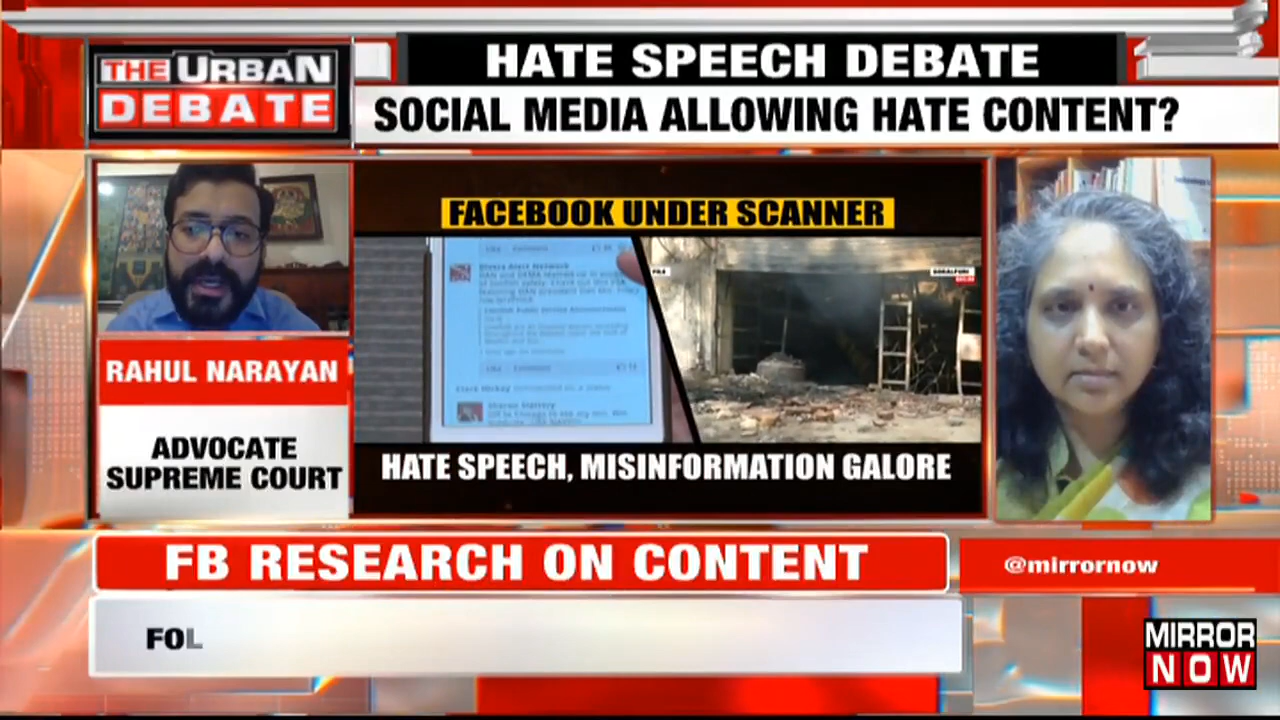 THE URBAN
DEBATE
HATE SPEECH DEBATE
SOCIAL MEDIA ALLOWING HATE CONTENT?
FACEBOOK UNDER SCANNER
HATE SPEECH, MISINFORMATION GALORE
RAHUL NARAYAN
ADVOCATE
SUPREME COURT
FB RESEARCH ON CONTENT
@mirrornow
FOL
MIRROR
NOW